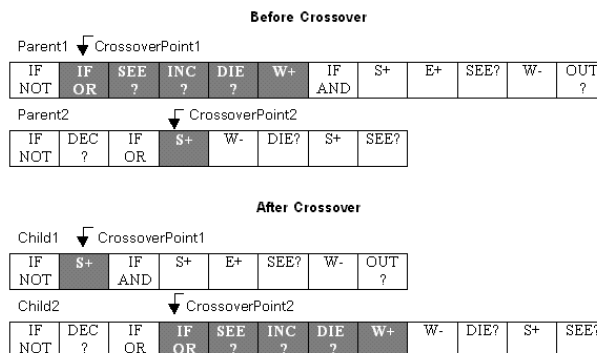 Before Crossover
Parent1 CrossoverPoint1
IF IF SEE INC DIE W+ IF S+ E+ SEE? W- OUT
NOT OR ? ? ? AND ?
Parent2 CrossoverPoint2
IF DEC IF S+ W- DIE? S+ SEE?
NOT ? OR
After Crossover
Child1 CrossoverPoint1
IF S+ IF S+ E+ SEE? W- OUT
NOT AND ?
Child2 CrossoverPoint2
IF DEC IF IF SEE INC DIE W+ W- DIE? S+ SEE?
NOT ? OR OR ? ? ?